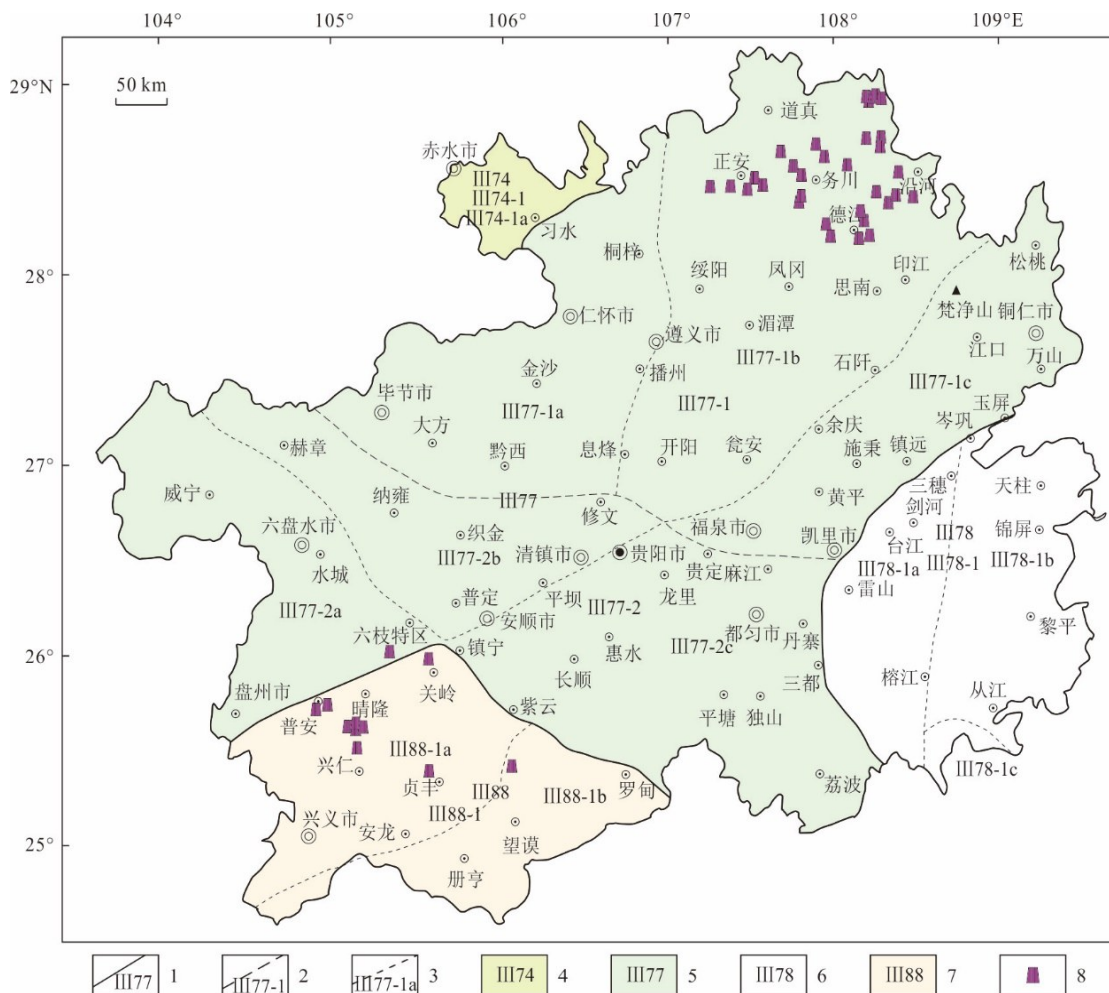 104° 105° 106° 107° 108° 109°E
29°N
50 km
道真
赤水市
III74
III74-1
III74-1a
习水
正安
务川
沿河
德江
桐梓
28°
绥阳
凤冈
思南
印江
松桃
梵净山
铜仁市
仁怀市
遵义市
湄潭
III77-1b
江口
万山
金沙
播州
石阡
III77-1c
毕节市
III77-1a
III77-1
玉屏
岑巩
大方
余庆
赫章
黔西
息烽
开阳
瓮安
施秉
镇远
27°
威宁
纳雍
III77
修文
黄平
三穗
天柱
剑河
六盘水市
织金
福泉市
凯里市
III78
锦屏
III77-2b
清镇市
贵阳市
台江
水城
贵定
麻江
III78-1a
III78-1
III78-1b
普定
平坝
III77-2
龙里
雷山
III77-2a
安顺市
都匀市
丹寨
黎平
六枝特区
惠水
III77-2c
26°
镇宁
长顺
三都
榕江
盘州市
关岭
紫云
从江
普安
晴隆
平塘
独山
III88-1a
兴仁
III78-1c
贞丰
III88
III88-1b
罗甸
荔波
III88-1
兴义市
安龙
望谟
25°
册亨
III77 1
III77-1 2
III77-1a 3
III74 4
III77 5
III78 6
III88 7
8